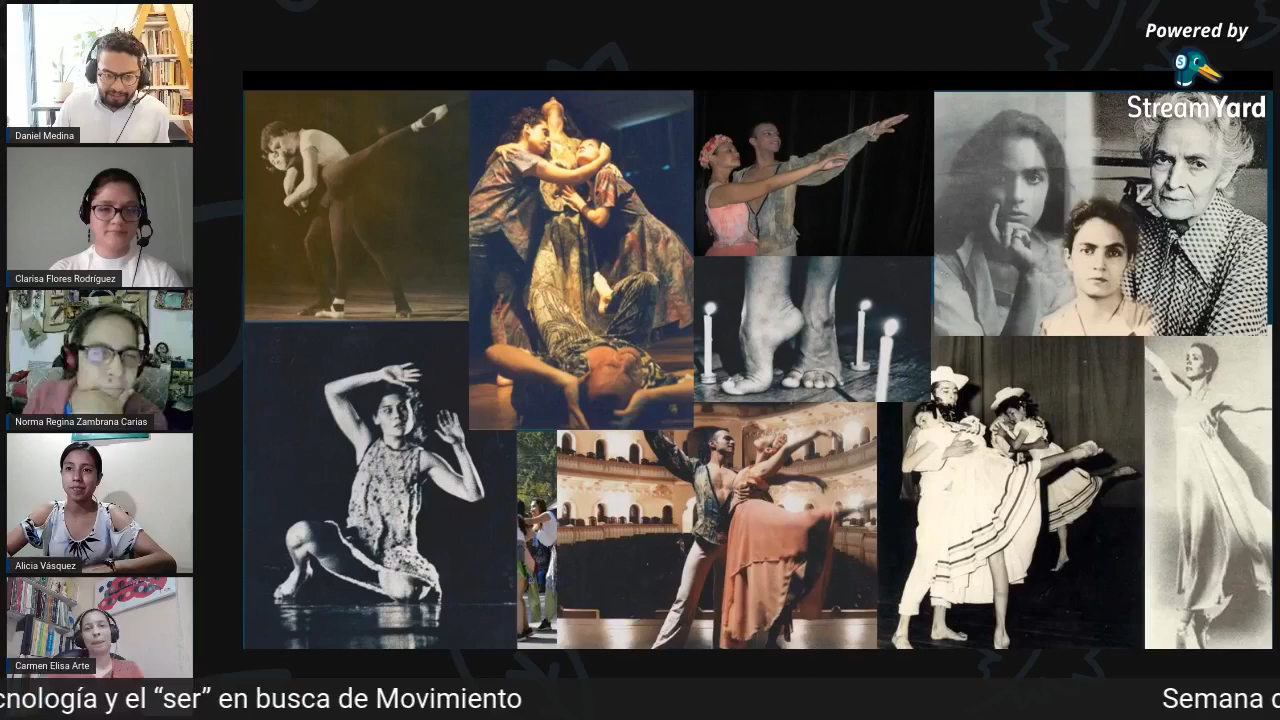 Powered by
StreamYard
Daniel Medina
Clarisa Flores Rodríguez
Norma Regina Zambrana Carias
Alicia Vásquez
Carmen Elisa Arte
cnología y el “ser” en busca de Movimiento
Semana